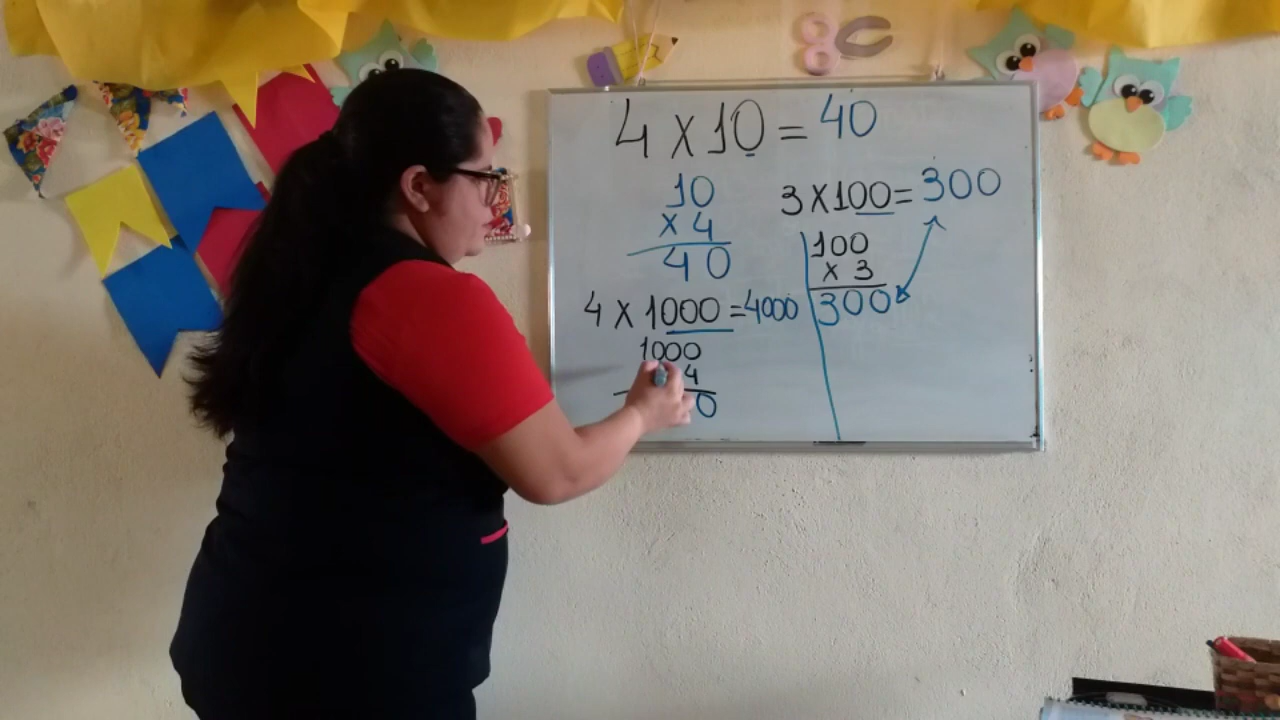 4 X 10 = 40
10
X 4
40
3 X 100 = 300
100
X 3
300
4 X 1000 = 4000
1000
4
0